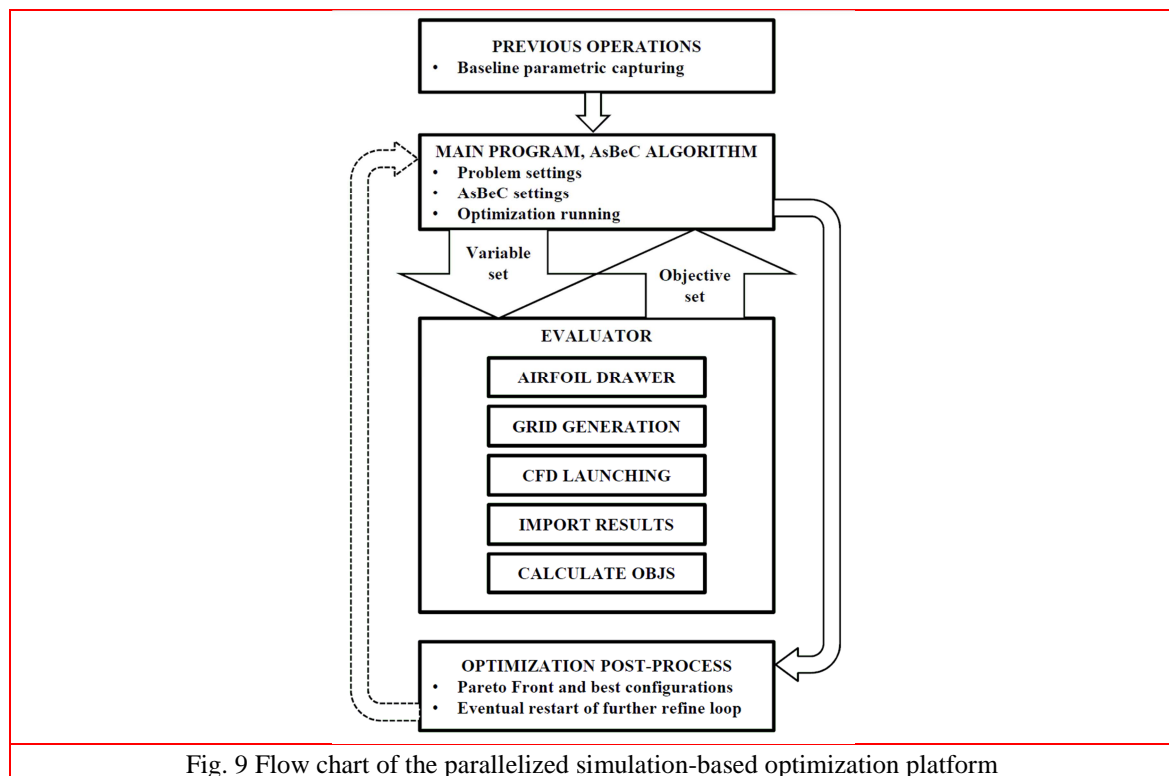 PREVIOUS OPERATIONS
• Baseline parametric capturing
MAIN PROGRAM, AsBeC ALGORITHM
• Problem settings
• AsBeC settings
• Optimization running
Variable
set
Objective
set
EVALUATOR
AIRFOIL DRAWER
GRID GENERATION
CFD LAUNCHING
IMPORT RESULTS
CALCULATE OBJS
OPTIMIZATION POST-PROCESS
• Pareto Front and best configurations
• Eventual restart of further refine loop
Fig. 9 Flow chart of the parallelized simulation-based optimization platform